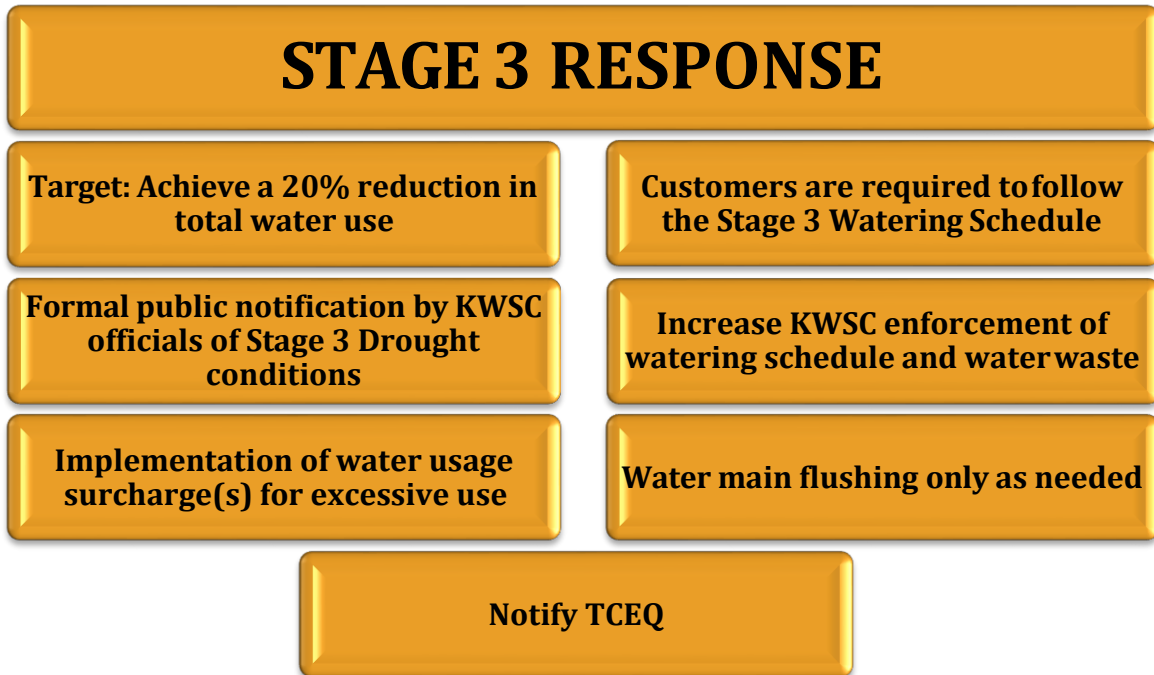 STAGE 3 RESPONSE
Target: Achieve a 20% reduction in
total water use
Customers are required to follow
the Stage 3 Watering Schedule
Formal public notification by KWSC
officials of Stage 3 Drought
conditions
Increase KWSC enforcement of
watering schedule and water waste
Implementation of water usage
surcharge(s) for excessive use
Water main flushing only as needed
Notify TCEQ